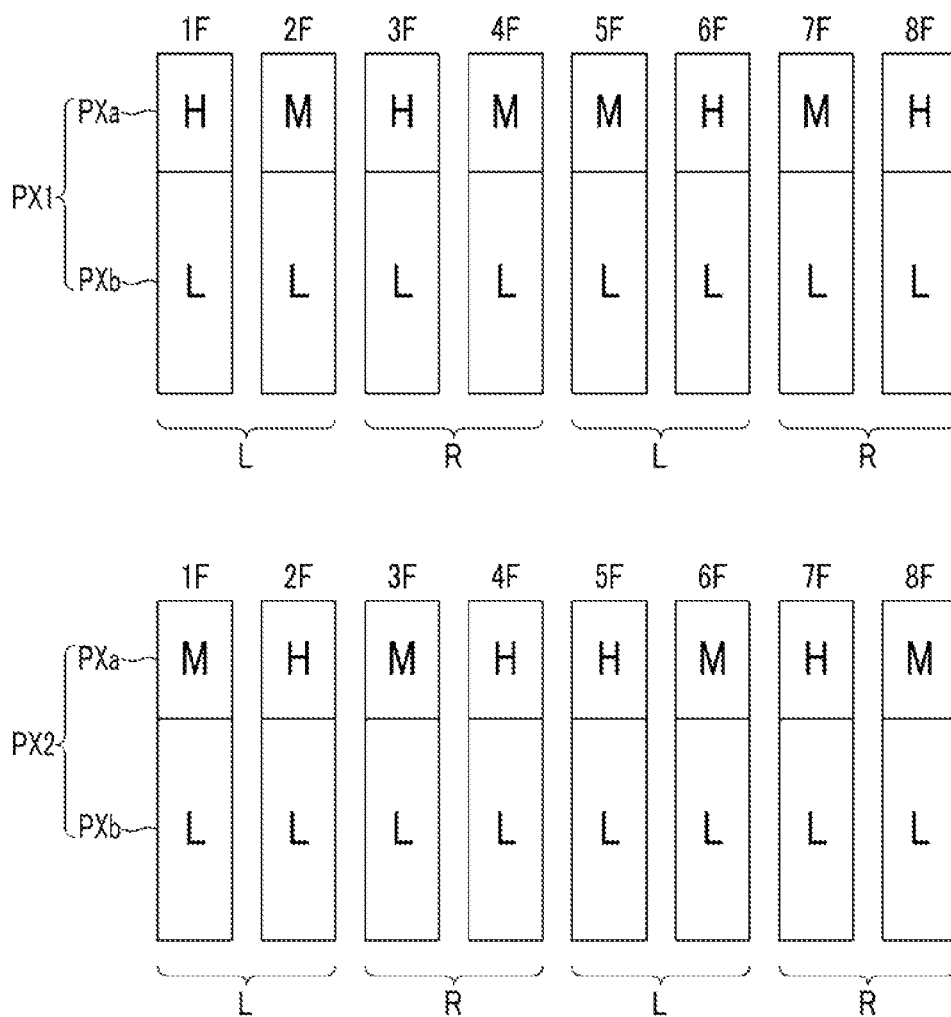 1F 2F 3F 4F 5F 6F 7F 8F
PXa H M H M M H M H
PX1
PXb L L L L L L L L
L R L R
1F 2F 3F 4F 5F 6F 7F 8F
PXa M H M H H M H M
PX2
PXb L L L L L L L L
L R L R